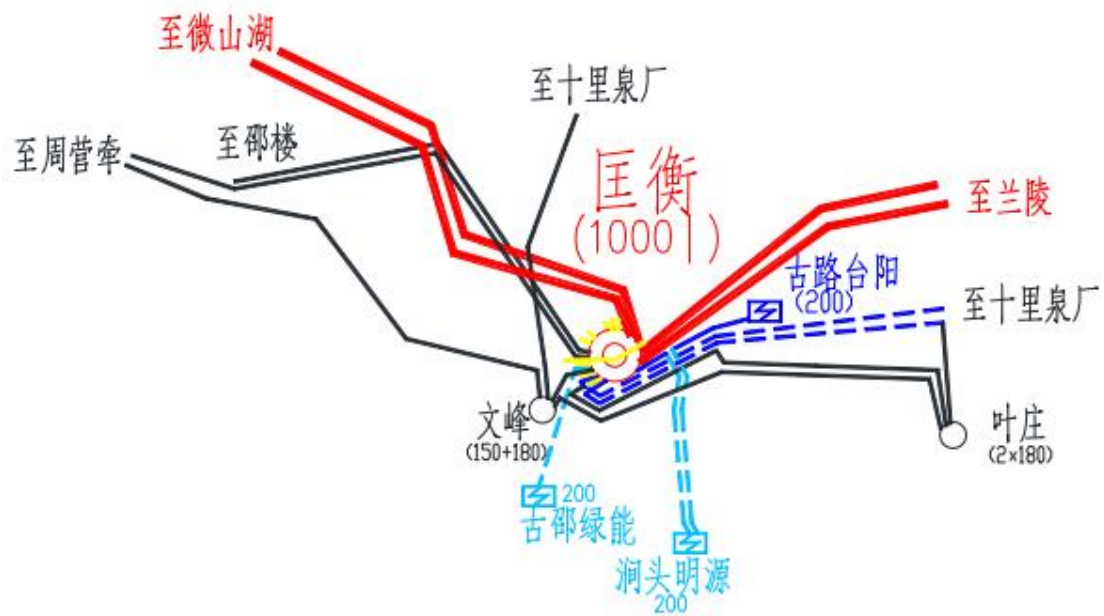 至微山湖
至十里泉厂
至周营牵
至邵楼
匡衡
(1000|)
至兰陵
古路台阳
(200)
至十里泉厂
文峰
(150+180)
叶庄
(2×180)
200
古邵绿能
涧头明源
200